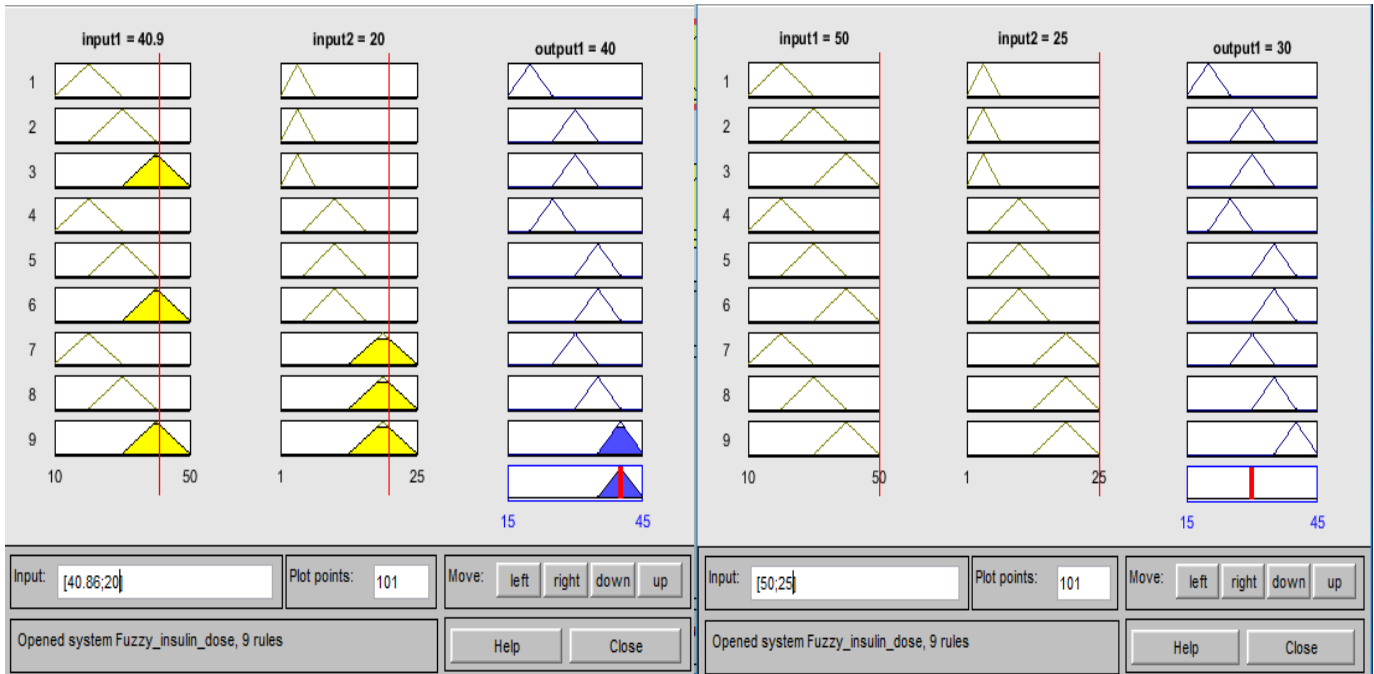 input1 = 40.9 input2 = 20 output1 = 40
1
2
3
4
5
6
7
8
9
10 50 1 25
15 45
Input: [40.86;20] Plot points: 101 Move: left right down up
Opened system Fuzzy_insulin_dose, 9 rules Help Close
input1 = 50 input2 = 25 output1 = 30
1
2
3
4
5
6
7
8
9
10 50 1 25
15 45
Input: [50;25] Plot points: 101 Move: left right down up
Opened system Fuzzy_insulin_dose, 9 rules Help Close